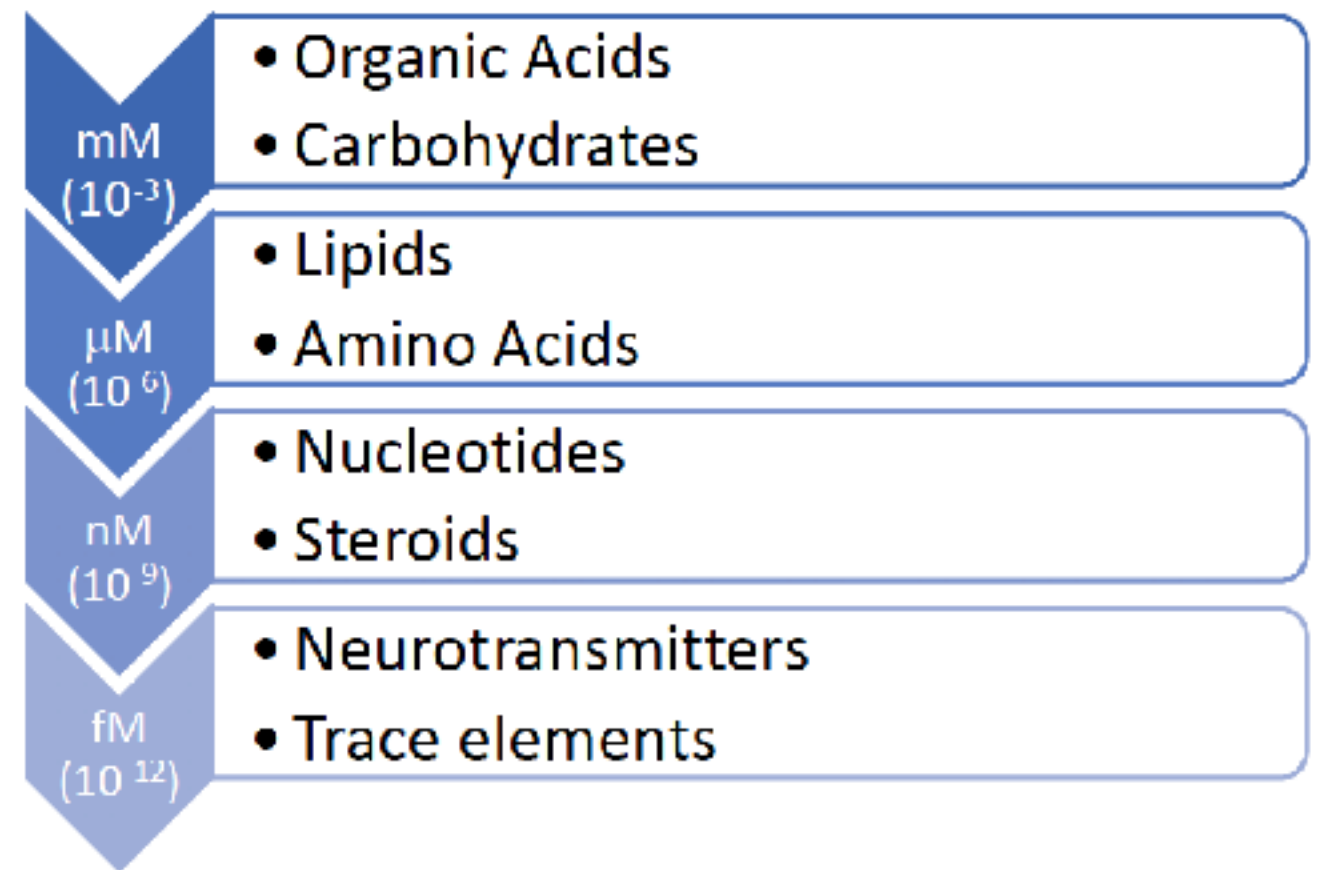 • Organic Acids
• Carbohydrates
mM
(10⁻³)
• Lipids
• Amino Acids
μM
(10 ⁶)
• Nucleotides
• Steroids
nM
(10 ⁹)
• Neurotransmitters
• Trace elements
fM
(10 ¹²)